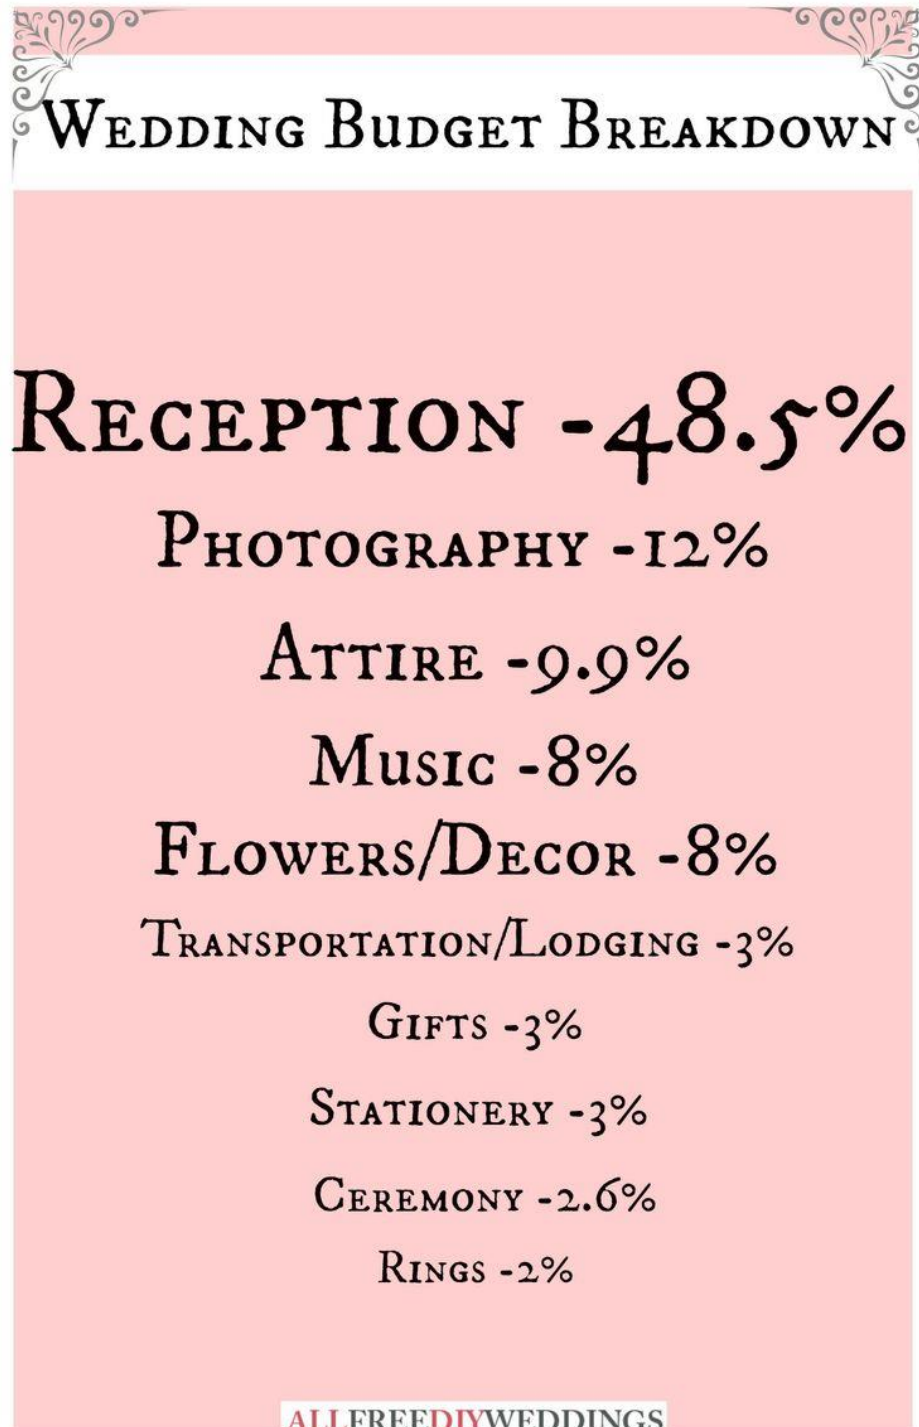 Wedding Budget Breakdown
Reception -48.5%
Photography -12%
Attire -9.9%
Music -8%
Flowers/Decor -8%
Transportation/Lodging -3%
Gifts -3%
Stationery -3%
Ceremony -2.6%
Rings -2%
ALLFREEDIYWEDDINGS